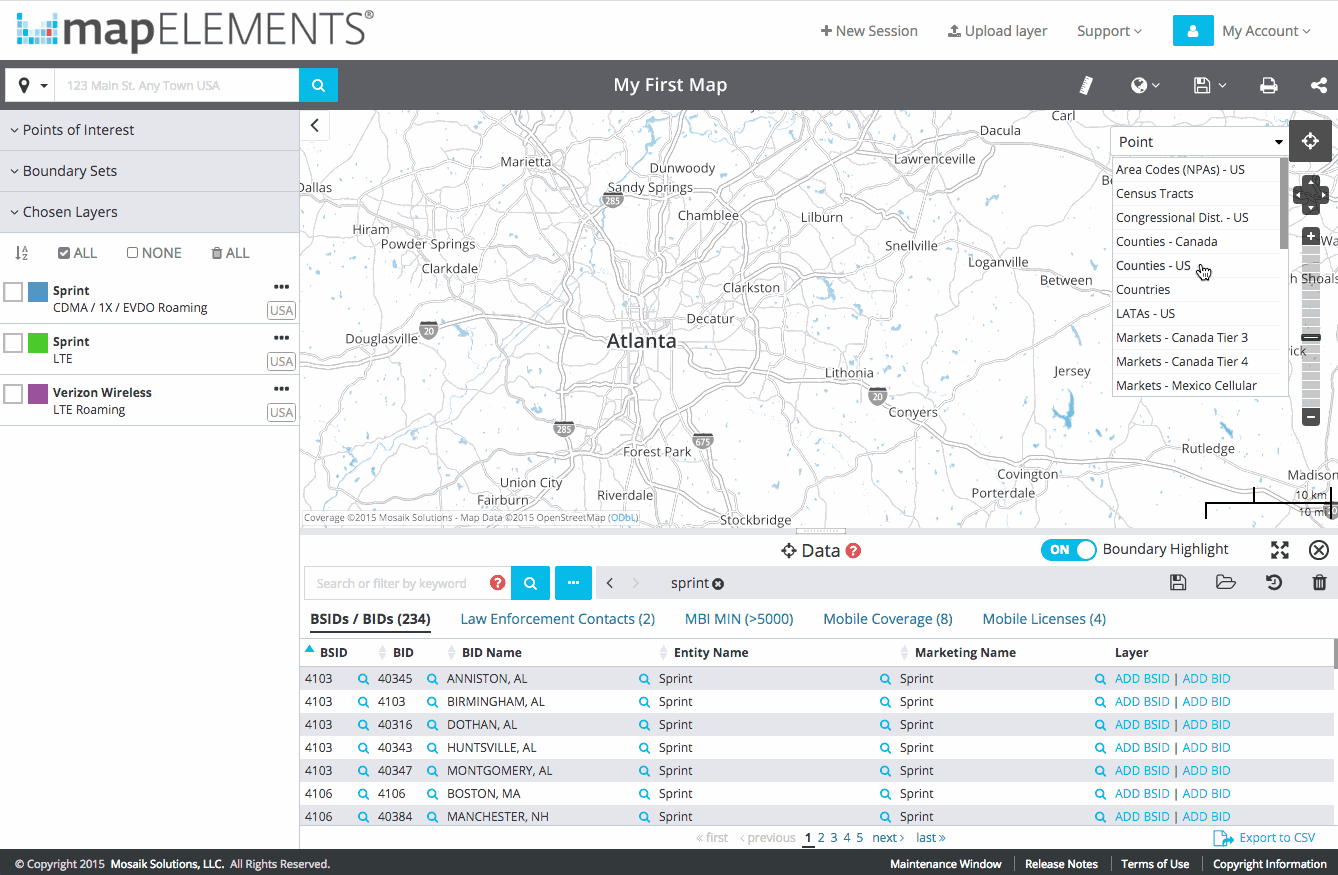 mapELEMENTS®
New Session
Upload layer
Support
My Account
123 Main St. Any Town USA
My First Map
Points of Interest
Boundary Sets
Chosen Layers
ALL
NONE
ALL
Sprint
CDMA / 1X / EVDO Roaming
USA
Sprint
LTE
USA
Verizon Wireless
LTE Roaming
USA
Carl
Dacula
Marietta
Lawrenceville
Dunwoody
Dallas
Sandy Springs
285
Chamblee
Lilburn
Hiram
Powder Springs
Snellville
Clarkdale
Loganville
Between
Clarkston
Decatur
20
Douglasville
Atlanta
Lithonia
Jersey
20
Conyers
285
675
Forest Park
Rutledge
Covington
Union City
Porterdale
Madison
Fairburn
Riverdale
Stockbridge
h Shoals
10 km
10 mi
Coverage ©2015 Mosaik Solutions - Map Data ©2015 OpenStreetMap (ODbL)
Point
Area Codes (NPAs) - US
Census Tracts
Congressional Dist. - US
Counties - Canada
Counties - US
Countries
LATAs - US
Markets - Canada Tier 3
Markets - Canada Tier 4
Markets - Mexico Cellular
Data ?
ON Boundary Highlight
Search or filter by keyword ?
sprint
BSIDs / BIDs (234) Law Enforcement Contacts (2) MBI MIN (>5000) Mobile Coverage (8) Mobile Licenses (4)
BSID BID BID Name Entity Name Marketing Name Layer
4103 40345 ANNISTON, AL Sprint Sprint ADD BSID | ADD BID
4103 4103 BIRMINGHAM, AL Sprint Sprint ADD BSID | ADD BID
4103 40316 DOTHAN, AL Sprint Sprint ADD BSID | ADD BID
4103 40343 HUNTSVILLE, AL Sprint Sprint ADD BSID | ADD BID
4103 40347 MONTGOMERY, AL Sprint Sprint ADD BSID | ADD BID
4106 4106 BOSTON, MA Sprint Sprint ADD BSID | ADD BID
4106 40384 MANCHESTER, NH Sprint Sprint ADD BSID | ADD BID
« first ‹ previous 1 2 3 4 5 next › last »
Export to CSV
© Copyright 2015 Mosaik Solutions, LLC. All Rights Reserved.
Maintenance Window | Release Notes | Terms of Use | Copyright Information